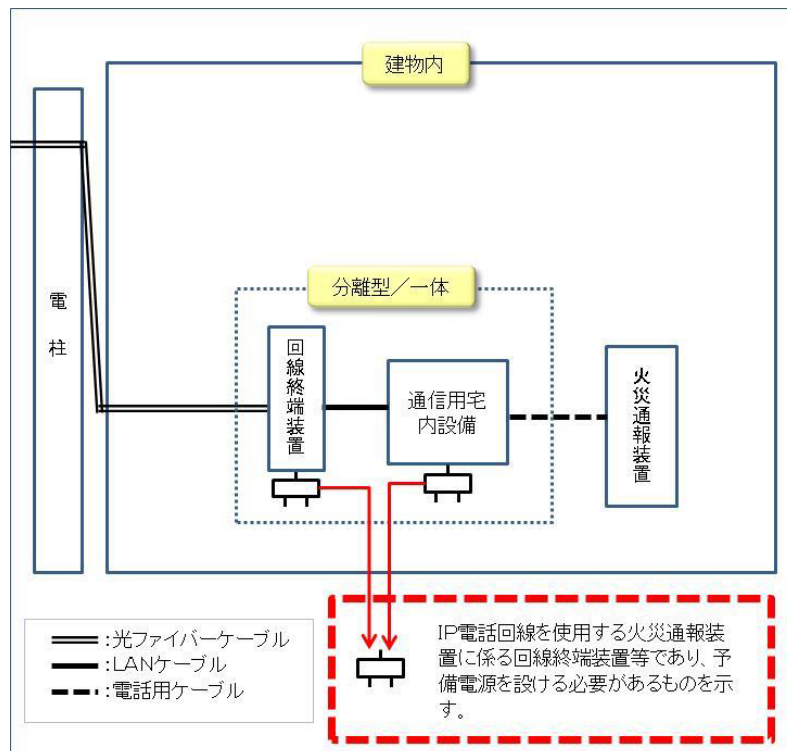 建物内
電柱
分離型／一体
回線終端装置
通信用宅
内設備
火災通報装置
:光ファイバーケーブル
:LANケーブル
:電話用ケーブル
IP電話回線を使用する火災通報装
置に係る回線終端装置等であり、予
備電源を設ける必要があるものを示
す。